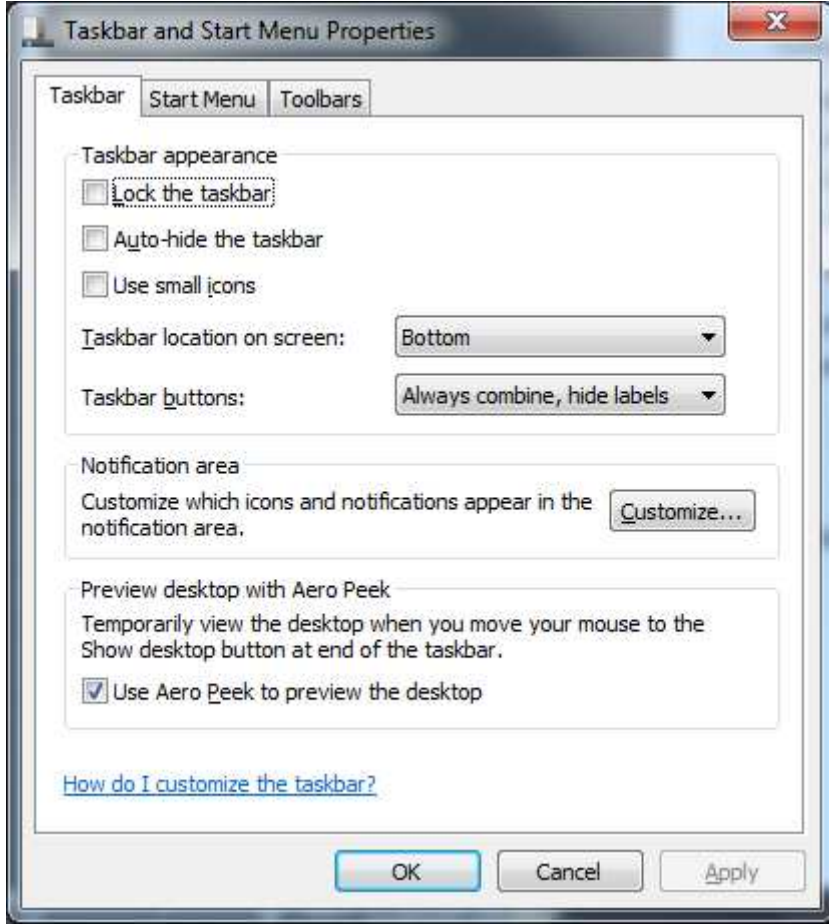 Taskbar and Start Menu Properties
Taskbar
Start Menu
Toolbars
Taskbar appearance
Lock the taskbar
Auto-hide the taskbar
Use small icons
Taskbar location on screen:
Bottom
Taskbar buttons:
Always combine, hide labels
Notification area
Customize which icons and notifications appear in the
notification area.
Customize...
Preview desktop with Aero Peek
Temporarily view the desktop when you move your mouse to the
Show desktop button at end of the taskbar.
Use Aero Peek to preview the desktop
How do I customize the taskbar?
OK
Cancel
Apply